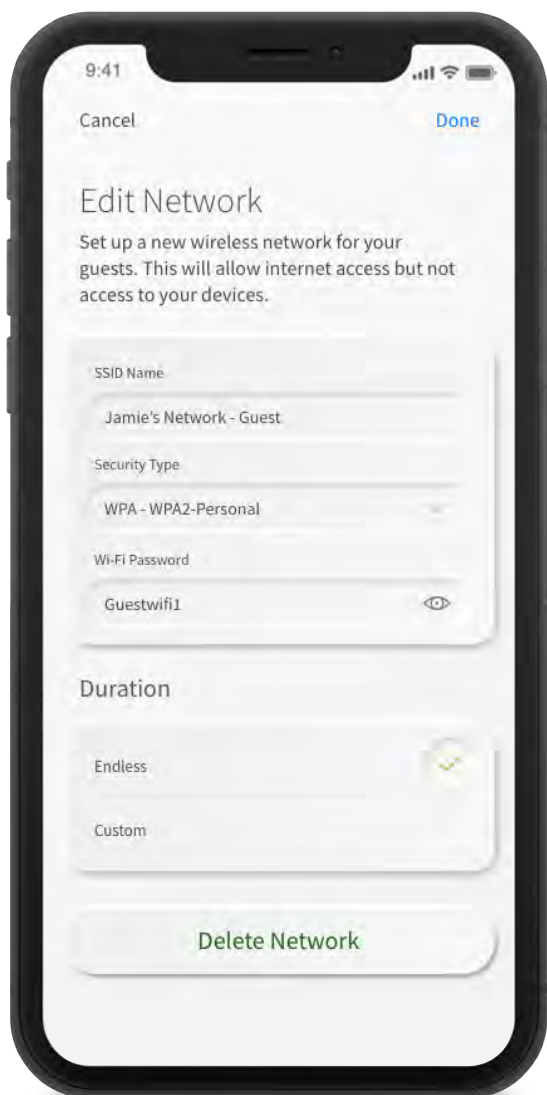 9:41
Cancel
Done
Edit Network
Set up a new wireless network for your
guests. This will allow internet access but not
access to your devices.
SSID Name
Jamie's Network - Guest
Security Type
WPA - WPA2-Personal
Wi-Fi Password
Guestwifi1
Duration
Endless
Custom
Delete Network